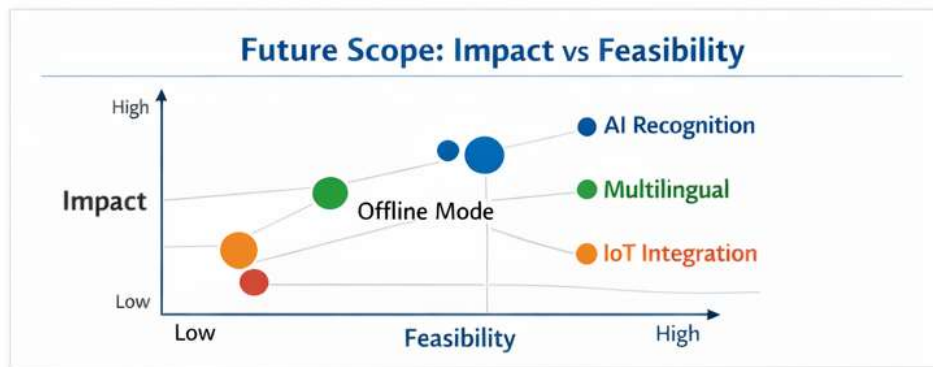 Future Scope: Impact vs Feasibility
High
AI Recognition
Multilingual
Impact
Offline Mode
IoT Integration
Low
Low
Feasibility
High